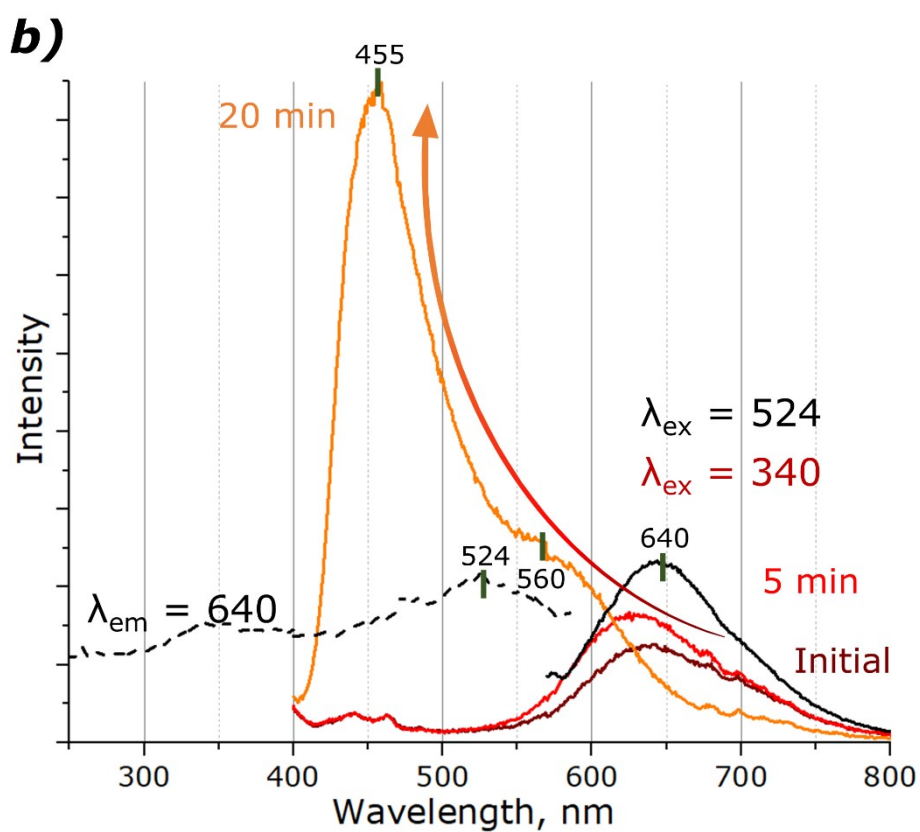 b)
455
20 min
Intensity
λex = 524
λex = 340
640
524
560
5 min
λem = 640
Initial
300 400 500 600 700 800
Wavelength, nm